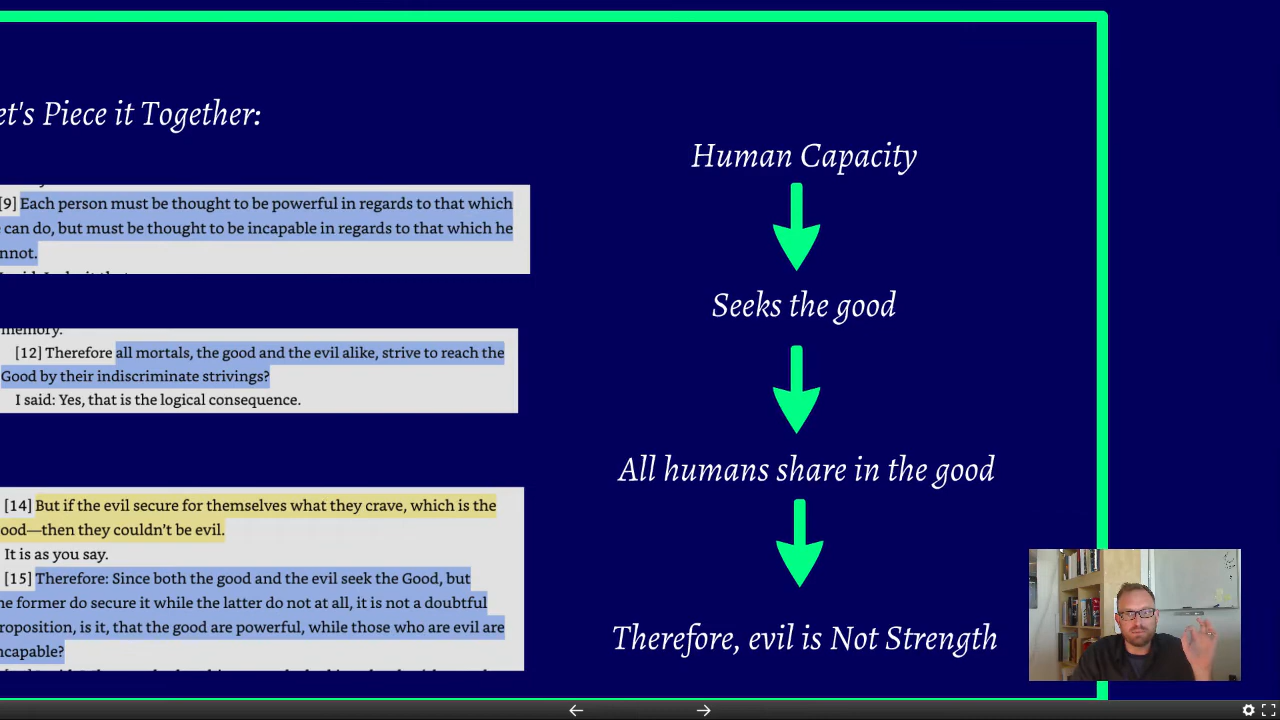 et's Piece it Together:
[9] Each person must be thought to be powerful in regards to that which
can do, but must be thought to be incapable in regards to that which he
nnot.
memory.
[12] Therefore all mortals, the good and the evil alike, strive to reach the
Good by their indiscriminate strivings?
I said: Yes, that is the logical consequence.
[14] But if the evil secure for themselves what they crave, which is the
ood—then they couldn't be evil.
It is as you say.
[15] Therefore: Since both the good and the evil seek the Good, but
he former do secure it while the latter do not at all, it is not a doubtful
roposition, is it, that the good are powerful, while those who are evil are
ncapable?
Human Capacity
Seeks the good
All humans share in the good
Therefore, evil is Not Strength